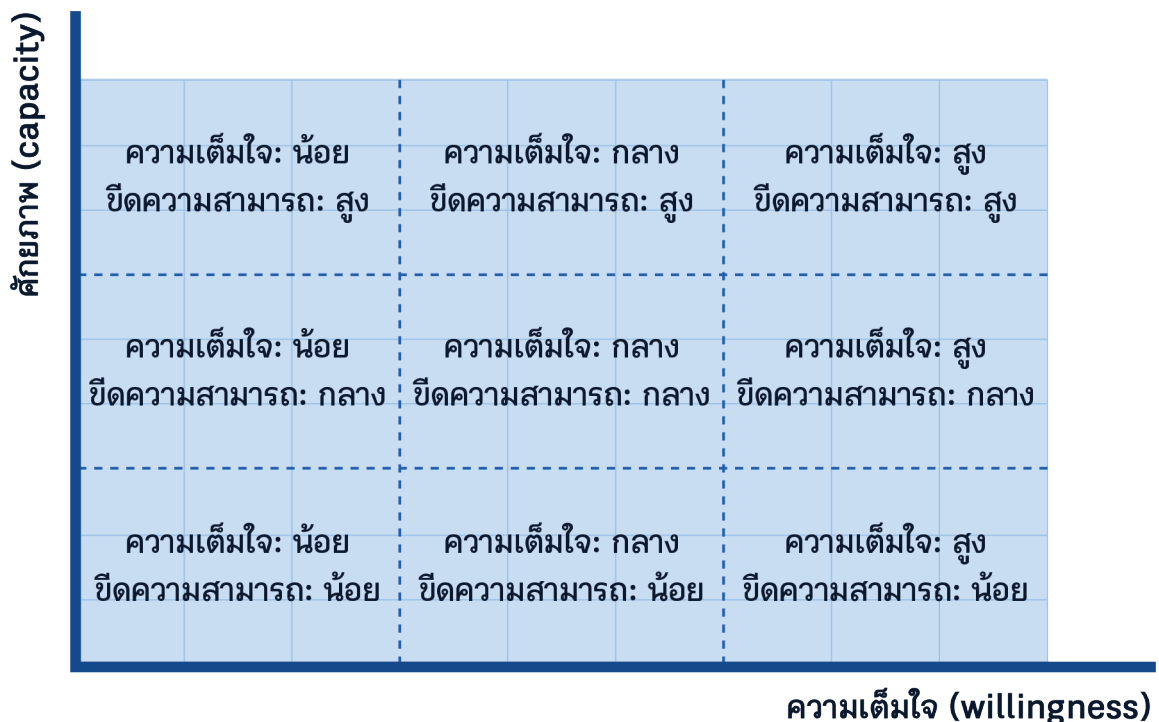 ศักยภาพ (capacity)
ความเต็มใจ: น้อย
ขีดความสามารถ: สูง
ความเต็มใจ: กลาง
ขีดความสามารถ: สูง
ความเต็มใจ: สูง
ขีดความสามารถ: สูง
ความเต็มใจ: น้อย
ขีดความสามารถ: กลาง
ความเต็มใจ: กลาง
ขีดความสามารถ: กลาง
ความเต็มใจ: สูง
ขีดความสามารถ: กลาง
ความเต็มใจ: น้อย
ขีดความสามารถ: น้อย
ความเต็มใจ: กลาง
ขีดความสามารถ: น้อย
ความเต็มใจ: สูง
ขีดความสามารถ: น้อย
ความเต็มใจ (willingness)